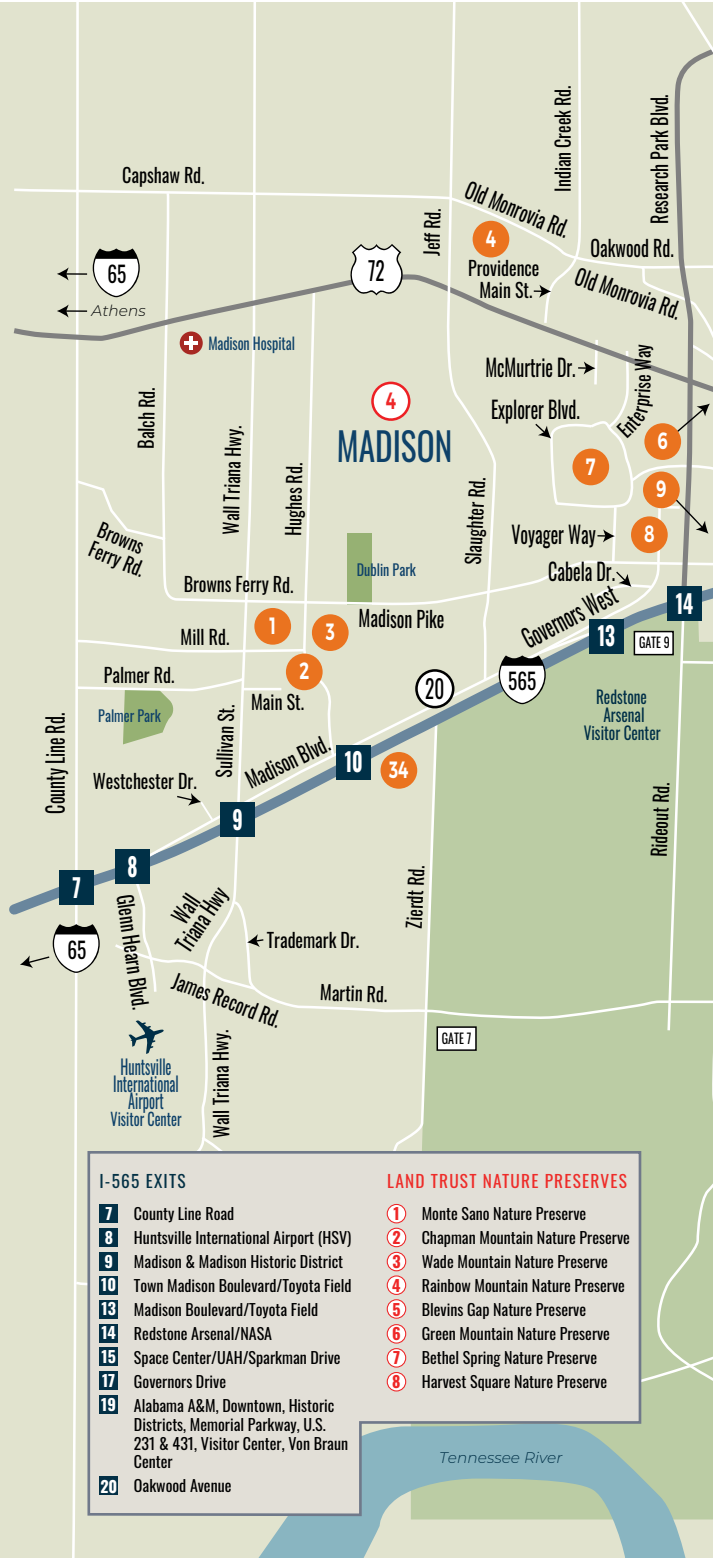 Capshaw Rd.
Indian Creek Rd.
Research Park Blvd.
Jeff Rd.
Old Monrovia Rd.
4
Oakwood Rd.
Providence
Main St.
Old Monrovia Rd.
65
Athens
72
Madison Hospital
McMurtrie Dr.
Enterprise Way
Explorer Blvd.
4
MADISON
Balch Rd.
Wall Triana Hwy.
Hughes Rd.
Slaughter Rd.
6
7
9
8
Voyager Way
Browns
Ferry Rd.
Dublin Park
Cabela Dr.
Browns Ferry Rd.
Madison Pike
Governors West
14
1
3
Mill Rd.
13
GATE 9
2
Palmer Rd.
565
20
Main St.
Palmer Park
Redstone
Arsenal
Visitor Center
County Line Rd.
Sullivan St.
Madison Blvd.
10
34
Westchester Dr.
9
Rideout Rd.
8
7
Zierdt Rd.
Glenn Hearn Blvd.
Wall
Triana Hwy
65
Trademark Dr.
James Record Rd.
Martin Rd.
GATE 7
Wall Triana Hwy.
Huntsville
International
Airport
Visitor Center
I-565 EXITS
7 County Line Road
8 Huntsville International Airport (HSV)
9 Madison & Madison Historic District
10 Town Madison Boulevard/Toyota Field
13 Madison Boulevard/Toyota Field
14 Redstone Arsenal/NASA
15 Space Center/UAH/Sparkman Drive
17 Governors Drive
19 Alabama A&M, Downtown, Historic
Districts, Memorial Parkway, U.S.
231 & 431, Visitor Center, Von Braun
Center
20 Oakwood Avenue
LAND TRUST NATURE PRESERVES
1 Monte Sano Nature Preserve
2 Chapman Mountain Nature Preserve
3 Wade Mountain Nature Preserve
4 Rainbow Mountain Nature Preserve
5 Blevins Gap Nature Preserve
6 Green Mountain Nature Preserve
7 Bethel Spring Nature Preserve
8 Harvest Square Nature Preserve
Tennessee River